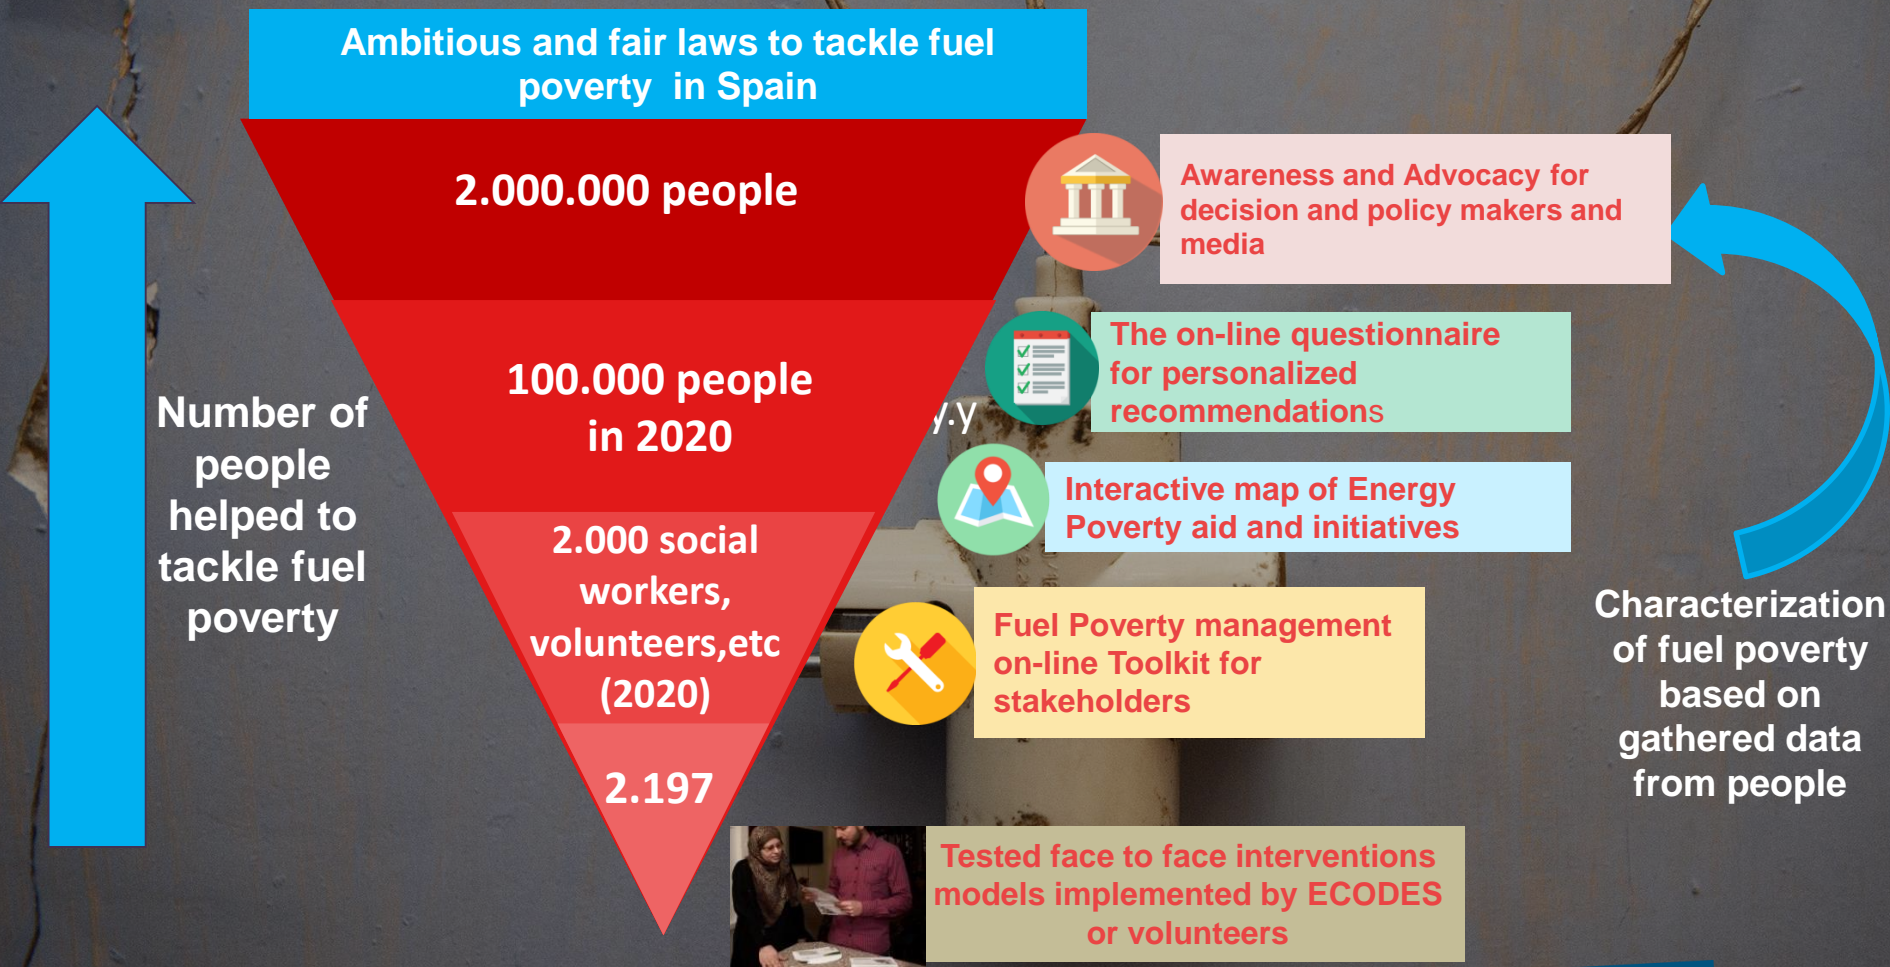 Ambitious and fair laws to tackle fuel
poverty in Spain
2.000.000 people
Awareness and Advocacy for
decision and policy makers and
media
100.000 people
in 2020
y.y
The on-line questionnaire
for personalized
recommendations
Number of
people
helped to
tackle fuel
poverty
Interactive map of Energy
Poverty aid and initiatives
2.000 social
workers,
volunteers,etc
(2020)
Fuel Poverty management
on-line Toolkit for
stakeholders
Characterization
of fuel poverty
based on
gathered data
from people
2.197
Tested face to face interventions
models implemented by ECODES
or volunteers